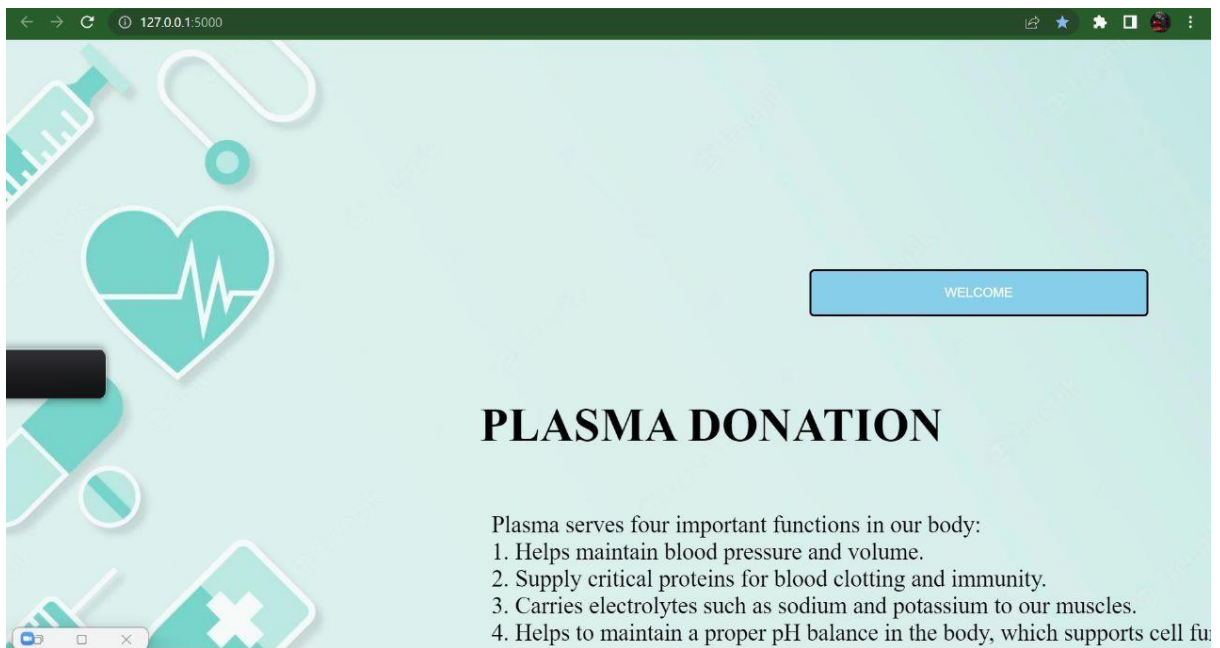 127.0.0.1:5000
WELCOME
PLASMA DONATION
Plasma serves four important functions in our body:
1. Helps maintain blood pressure and volume.
2. Supply critical proteins for blood clotting and immunity.
3. Carries electrolytes such as sodium and potassium to our muscles.
4. Helps to maintain a proper pH balance in the body, which supports cell